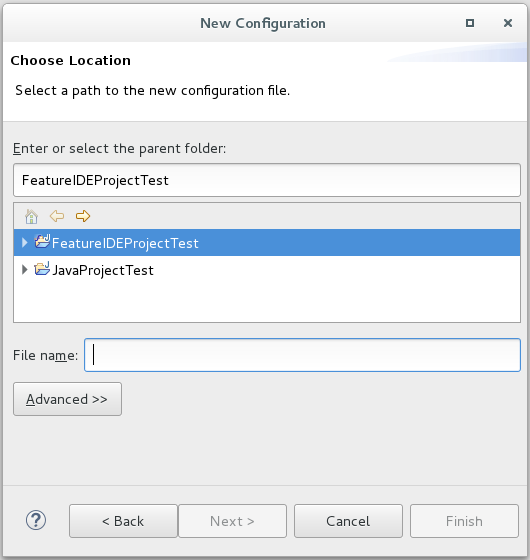 New Configuration
Choose Location
Select a path to the new configuration file.
Enter or select the parent folder:
FeatureIDEProjectTest
FeatureIDEProjectTest
JavaProjectTest
File name:
Advanced >>
? < Back Next > Cancel Finish